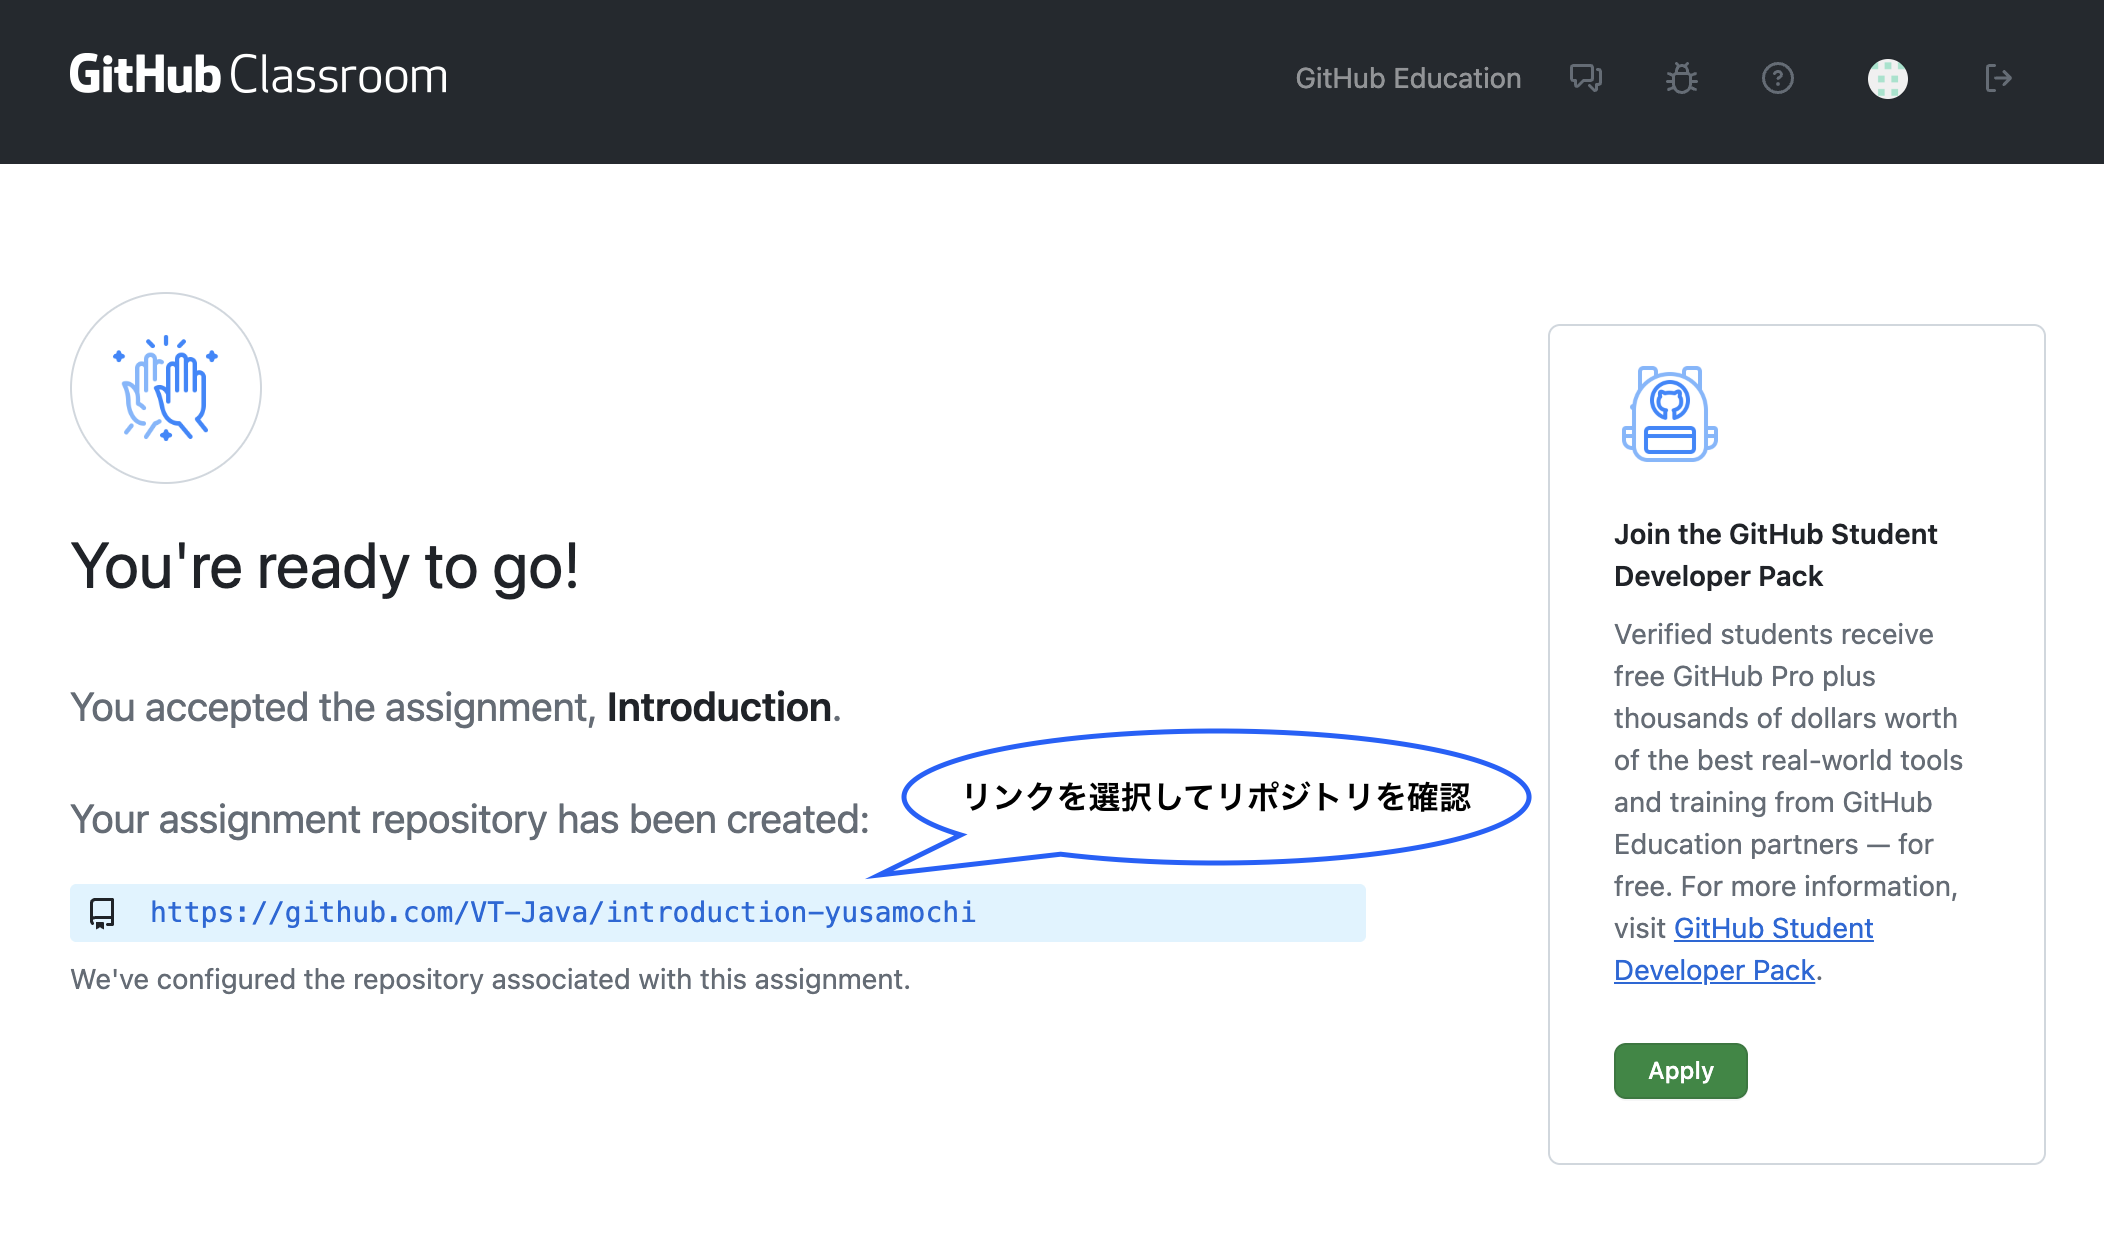 GitHub Classroom
GitHub Education
You're ready to go!
You accepted the assignment, Introduction.
リンクを選択してリポジトリを確認
Your assignment repository has been created:
https://github.com/VT-Java/introduction-yusamochi
We've configured the repository associated with this assignment.
Join the GitHub Student
Developer Pack
Verified students receive
free GitHub Pro plus
thousands of dollars worth
of the best real-world tools
and training from GitHub
Education partners — for
free. For more information,
visit GitHub Student
Developer Pack.
Apply